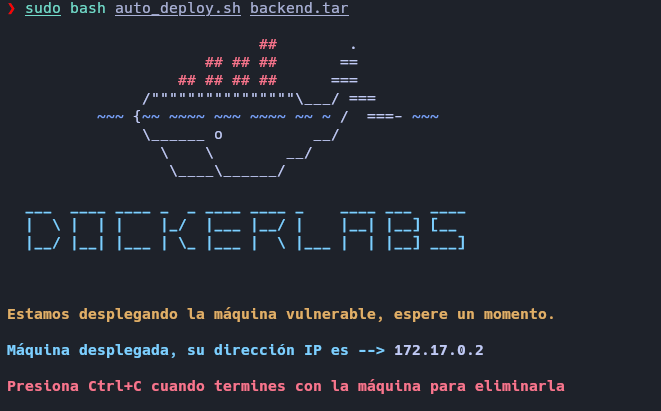 ❯ sudo bash auto_deploy.sh backend.tar
DOCKERLABS
Estamos desplegando la máquina vulnerable, espere un momento.
Máquina desplegada, su dirección IP es --> 172.17.0.2
Presiona Ctrl+C cuando termines con la máquina para eliminarla